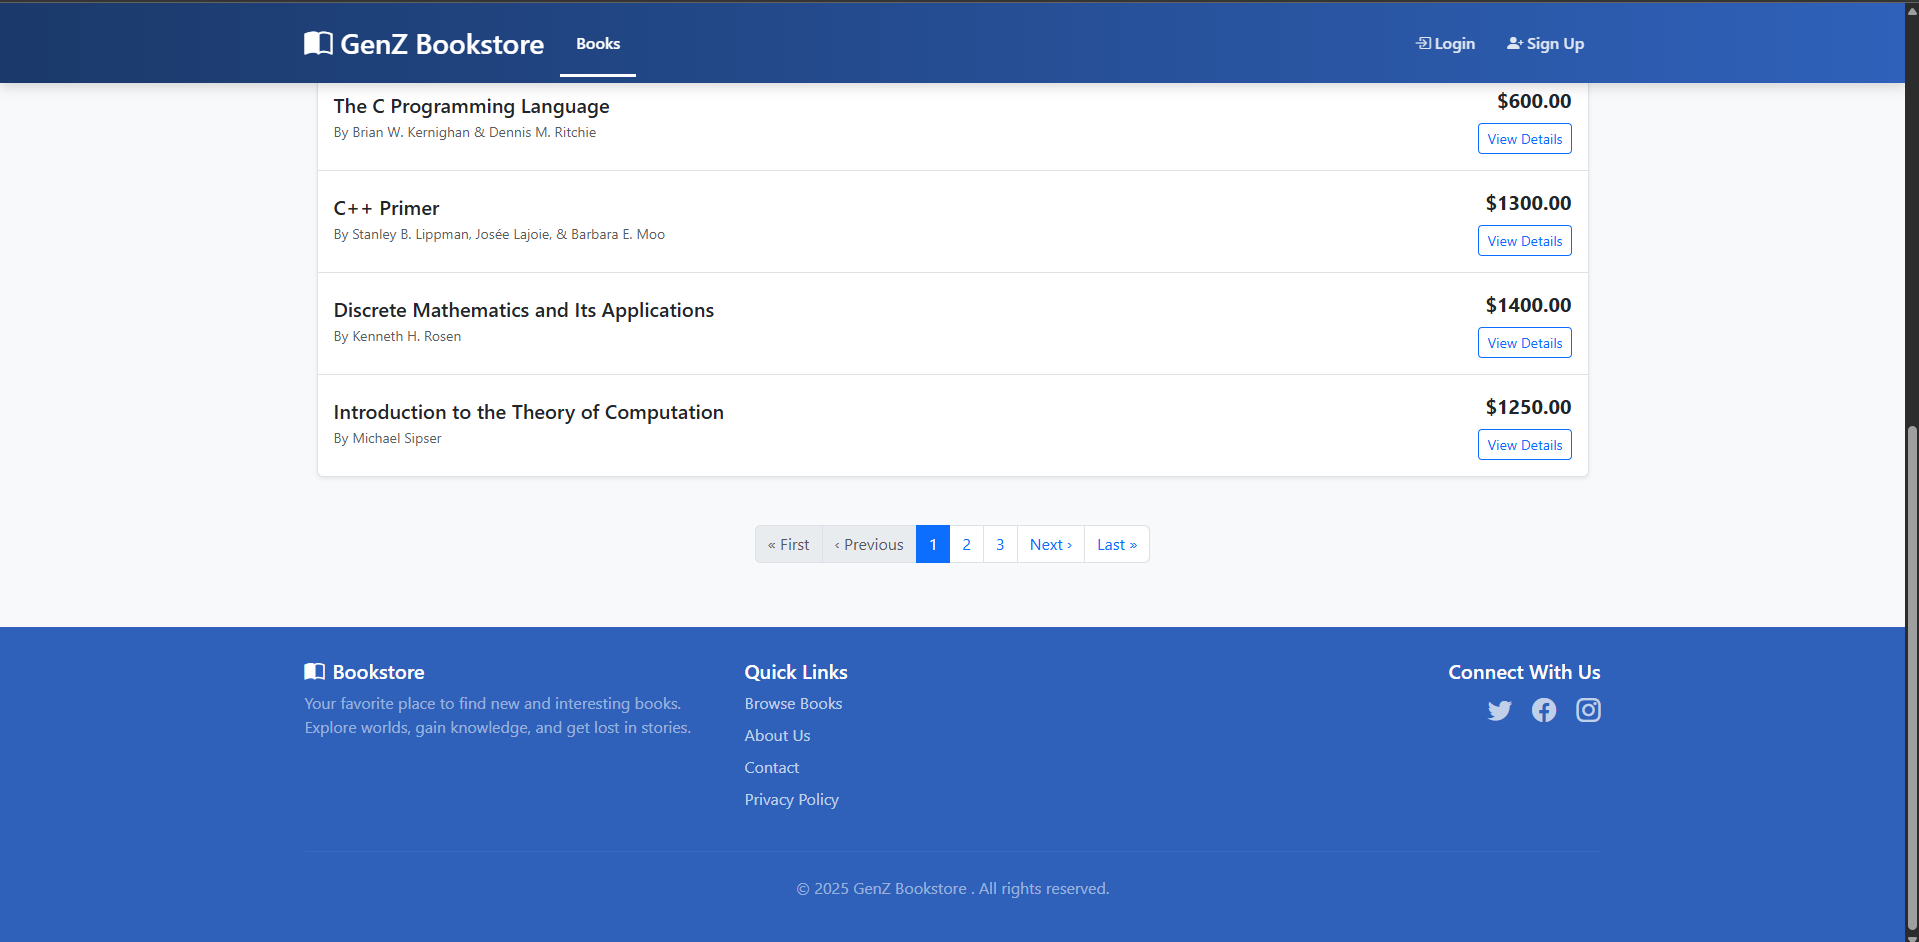 GenZ Bookstore
Books
Login
Sign Up
The C Programming Language
$600.00
By Brian W. Kernighan & Dennis M. Ritchie
View Details
C++ Primer
$1300.00
By Stanley B. Lippman, Josée Lajoie, & Barbara E. Moo
View Details
Discrete Mathematics and Its Applications
$1400.00
By Kenneth H. Rosen
View Details
Introduction to the Theory of Computation
$1250.00
By Michael Sipser
View Details
« First ‹ Previous 1 2 3 Next › Last »
Bookstore
Your favorite place to find new and interesting books.
Explore worlds, gain knowledge, and get lost in stories.
Quick Links
Browse Books
About Us
Contact
Privacy Policy
Connect With Us
© 2025 GenZ Bookstore . All rights reserved.